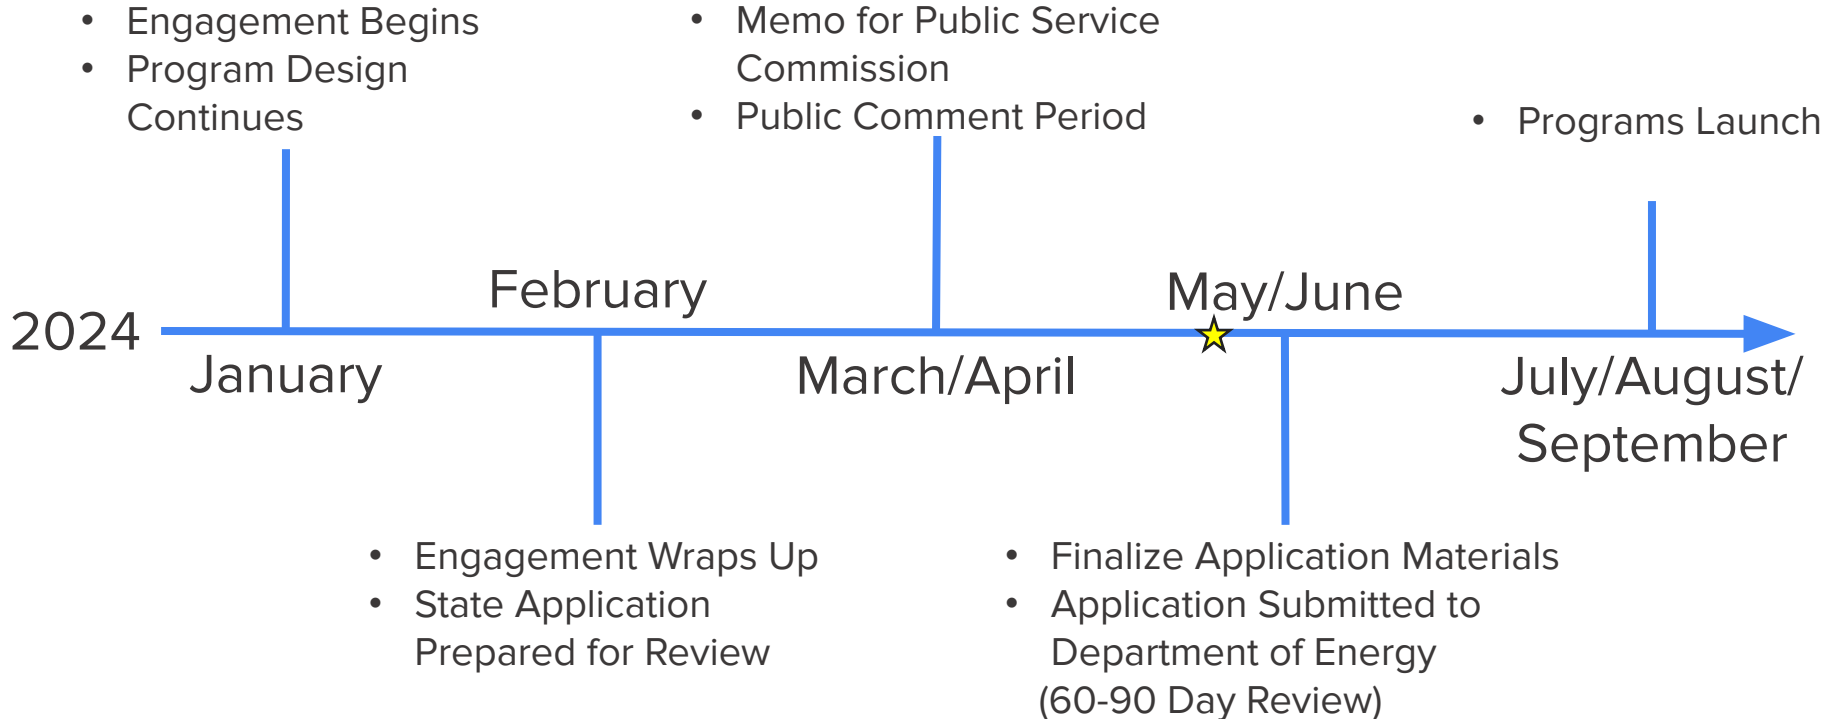 • Engagement Begins
• Program Design
Continues
• Memo for Public Service
Commission
• Public Comment Period
• Programs Launch
2024
January
February
March/April
May/June
July/August/
September
• Engagement Wraps Up
• State Application
Prepared for Review
• Finalize Application Materials
• Application Submitted to
Department of Energy
(60-90 Day Review)